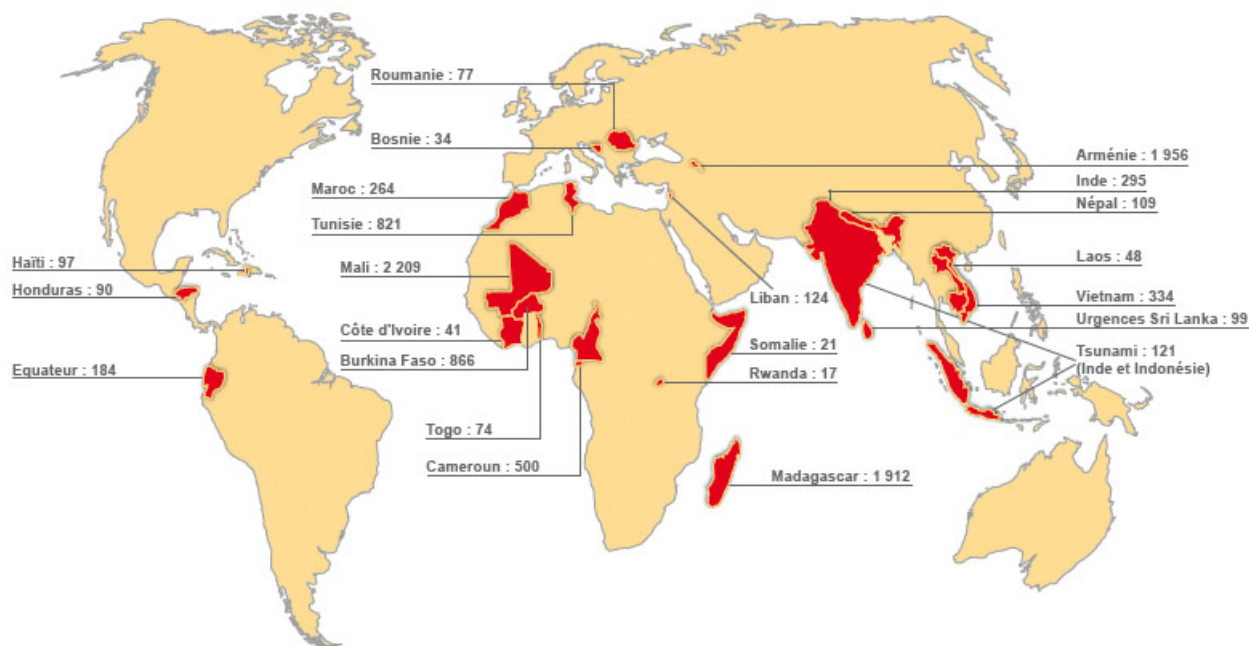 Roumanie : 77
Bosnie : 34
Arménie : 1 956
Inde : 295
Maroc : 264
Népal : 109
Tunisie : 821
Haïti : 97
Mali : 2 209
Laos : 48
Honduras : 90
Liban : 124
Vietnam : 334
Urgences Sri Lanka : 99
Côte d'Ivoire : 41
Somalie : 21
Tsunami : 121
(Inde et Indonésie)
Burkina Faso : 866
Equateur : 184
Rwanda : 17
Togo : 74
Cameroun : 500
Madagascar : 1 912